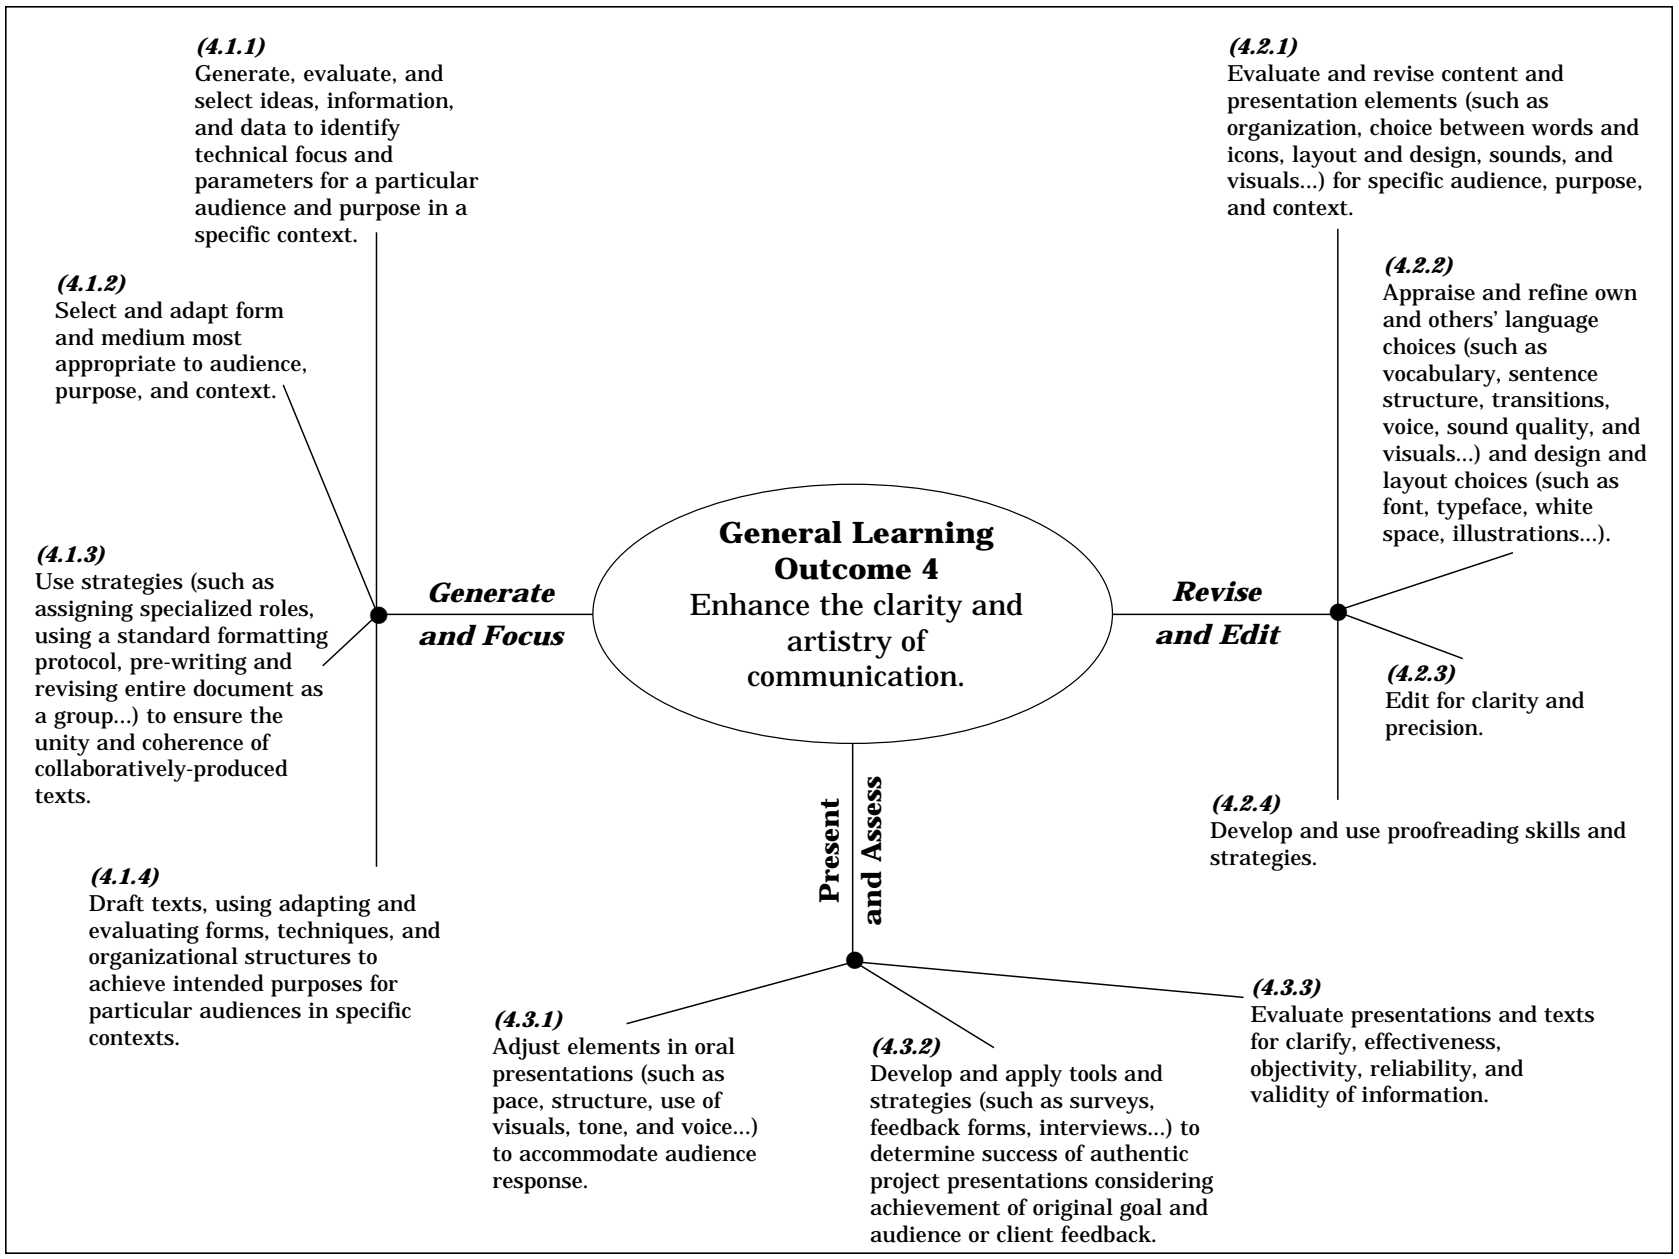 (4.1.1)
Generate, evaluate, and
select ideas, information,
and data to identify
technical focus and
parameters for a particular
audience and purpose in a
specific context.
(4.1.2)
Select and adapt form
and medium most
appropriate to audience,
purpose, and context.
(4.1.3)
Use strategies (such as
assigning specialized roles,
using a standard formatting
protocol, pre-writing and
revising entire document as
a group...) to ensure the
unity and coherence of
collaboratively-produced
texts.
(4.1.4)
Draft texts, using adapting and
evaluating forms, techniques, and
organizational structures to
achieve intended purposes for
particular audiences in specific
contexts.
Generate
and Focus
General Learning
Outcome 4
Enhance the clarity and
artistry of
communication.
Revise
and Edit
(4.2.1)
Evaluate and revise content and
presentation elements (such as
organization, choice between words and
icons, layout and design, sounds, and
visuals...) for specific audience, purpose,
and context.
(4.2.2)
Appraise and refine own
and others’ language
choices (such as
vocabulary, sentence
structure, transitions,
voice, sound quality, and
visuals...) and design and
layout choices (such as
font, typeface, white
space, illustrations...).
(4.2.3)
Edit for clarity and
precision.
(4.2.4)
Develop and use proofreading skills and
strategies.
Present
and Assess
(4.3.1)
Adjust elements in oral
presentations (such as
pace, structure, use of
visuals, tone, and voice...)
to accommodate audience
response.
(4.3.2)
Develop and apply tools and
strategies (such as surveys,
feedback forms, interviews...) to
determine success of authentic
project presentations considering
achievement of original goal and
audience or client feedback.
(4.3.3)
Evaluate presentations and texts
for clarify, effectiveness,
objectivity, reliability, and
validity of information.